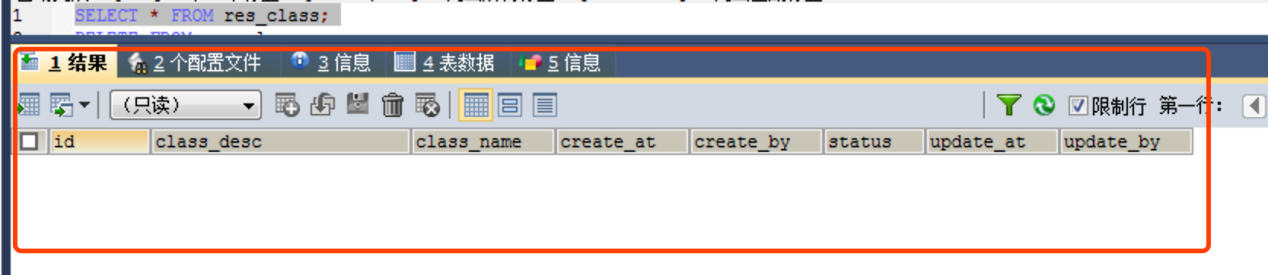 1 SELECT * FROM res_class;
1 结果 2 个配置文件 3 信息 4 表数据 5 信息
（只读） 限制行 第一行:
id class_desc class_name create_at create_by status update_at update_by